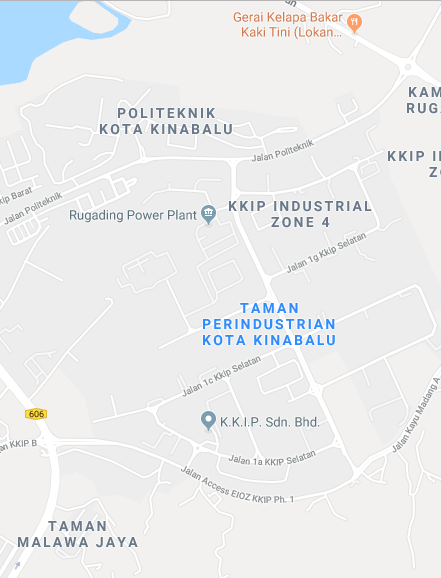 Gerai Kelapa Bakar
Kaki Tini (Lokan...
KAM
RUGA
POLITEKNIK
KOTA KINABALU
Jalan Politeknik
KKIP I
ZO
kip Barat
Jalan Politeknik
Rugading Power Plant
KKIP INDUSTRIAL
ZONE 4
Jalan 1g Kkip Selatan
TAMAN
PERINDUSTRIAN
KOTA KINABALU
Jalan 1c Kkip Selatan
Jalan Kayu Madang A
606
K.K.I.P. Sdn. Bhd.
an KKIP B
Jalan 1a KKIP Selatan
Jalan Access EIOZ KKIP Ph. 1
TAMAN
MALAWA JAYA